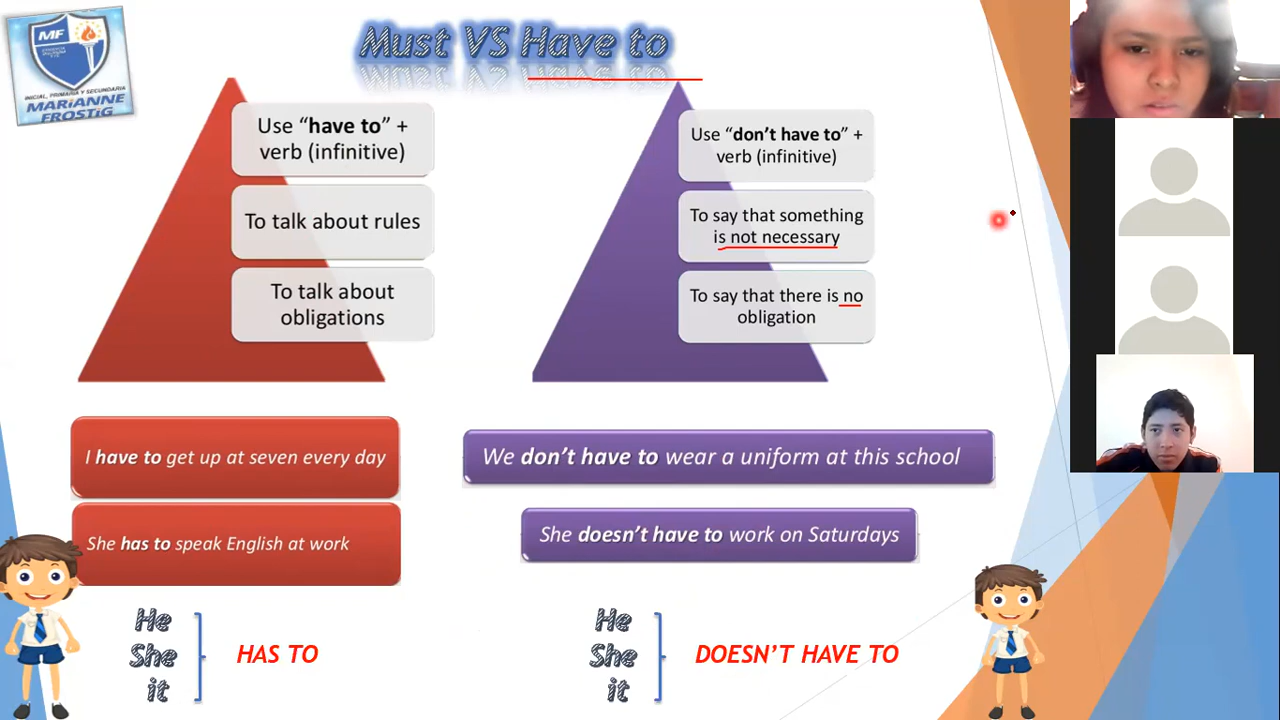 MF
INICIAL, PRIMARIA Y SECUNDARIA
MARIANNE
FROSTIG
Must VS Have to
Use “have to” +
verb (infinitive)
To talk about rules
To talk about
obligations
Use “don’t have to” +
verb (infinitive)
To say that something
is not necessary
To say that there is no
obligation
I have to get up at seven every day
She has to speak English at work
We don’t have to wear a uniform at this school
She doesn’t have to work on Saturdays
He
She
it
HAS TO
He
She
it
DOESN’T HAVE TO